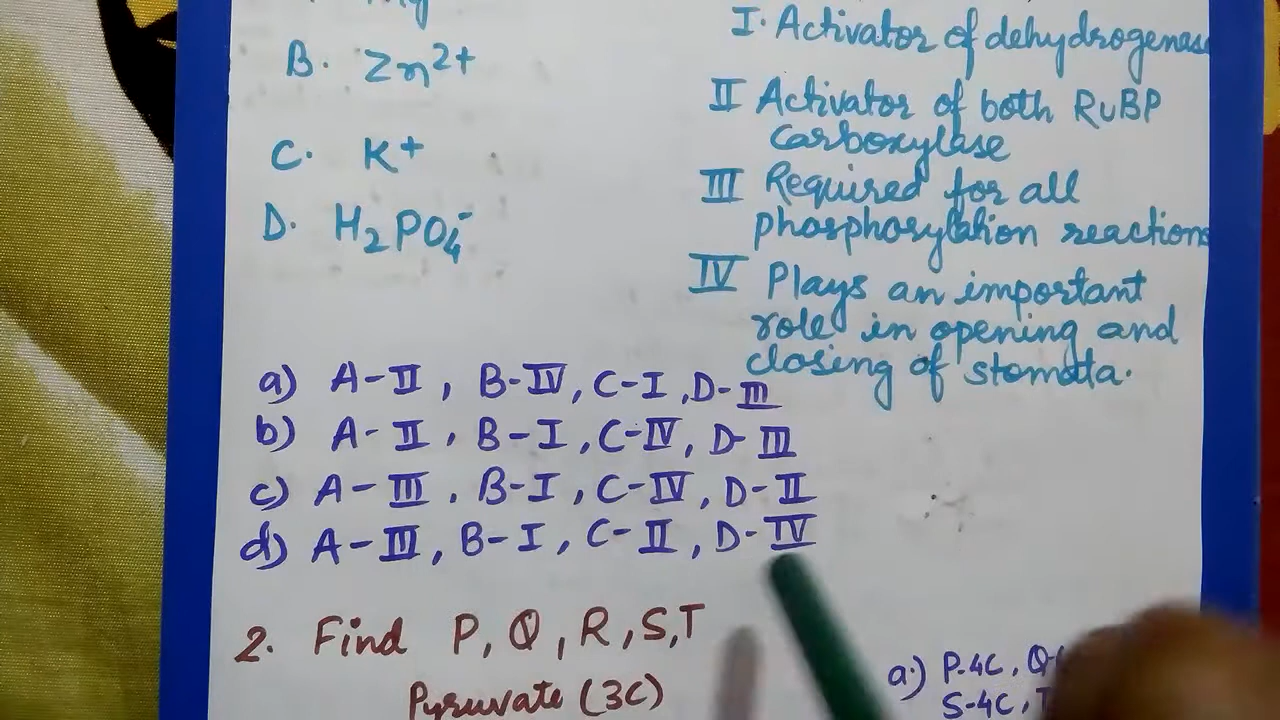 I. Activator of dehydrogenase
B. Zn2+
II Activator of both RuBP
carboxylase
C. K+
III Required for all
phosphorylation reactions
D. H2PO4-
IV Plays an important
role in opening and
closing of stomata.
a) A-II, B-IV, C-I, D-III
b) A-II, B-I, C-IV, D-III
c) A-III, B-I, C-IV, D-II
d) A-III, B-I, C-II, D-IV
2. Find P, Q, R, S, T
Pyruvate (3C)
a.) P-4C, Q-
S-4C, T